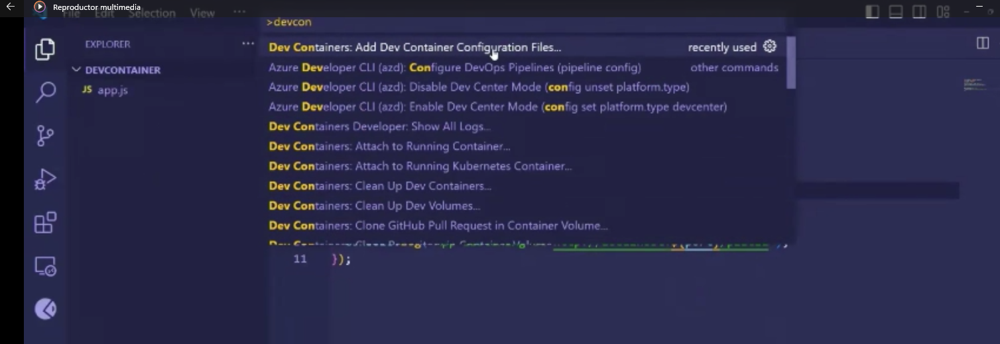 Reproductor multimedia
File Edit Selection View ...
>devcon
EXPLORER ...
DEVCONTAINER
JS app.js
Dev Containers: Add Dev Container Configuration Files... recently used
Azure Developer CLI (azd): Configure DevOps Pipelines (pipeline config) other commands
Azure Developer CLI (azd): Disable Dev Center Mode (config unset platform.type)
Azure Developer CLI (azd): Enable Dev Center Mode (config set platform.type devcenter)
Dev Containers Developer: Show All Logs...
Dev Containers: Attach to Running Container...
Dev Containers: Attach to Running Kubernetes Container...
Dev Containers: Clean Up Dev Containers...
Dev Containers: Clean Up Dev Volumes...
Dev Containers: Clone GitHub Pull Request in Container Volume...
11 });